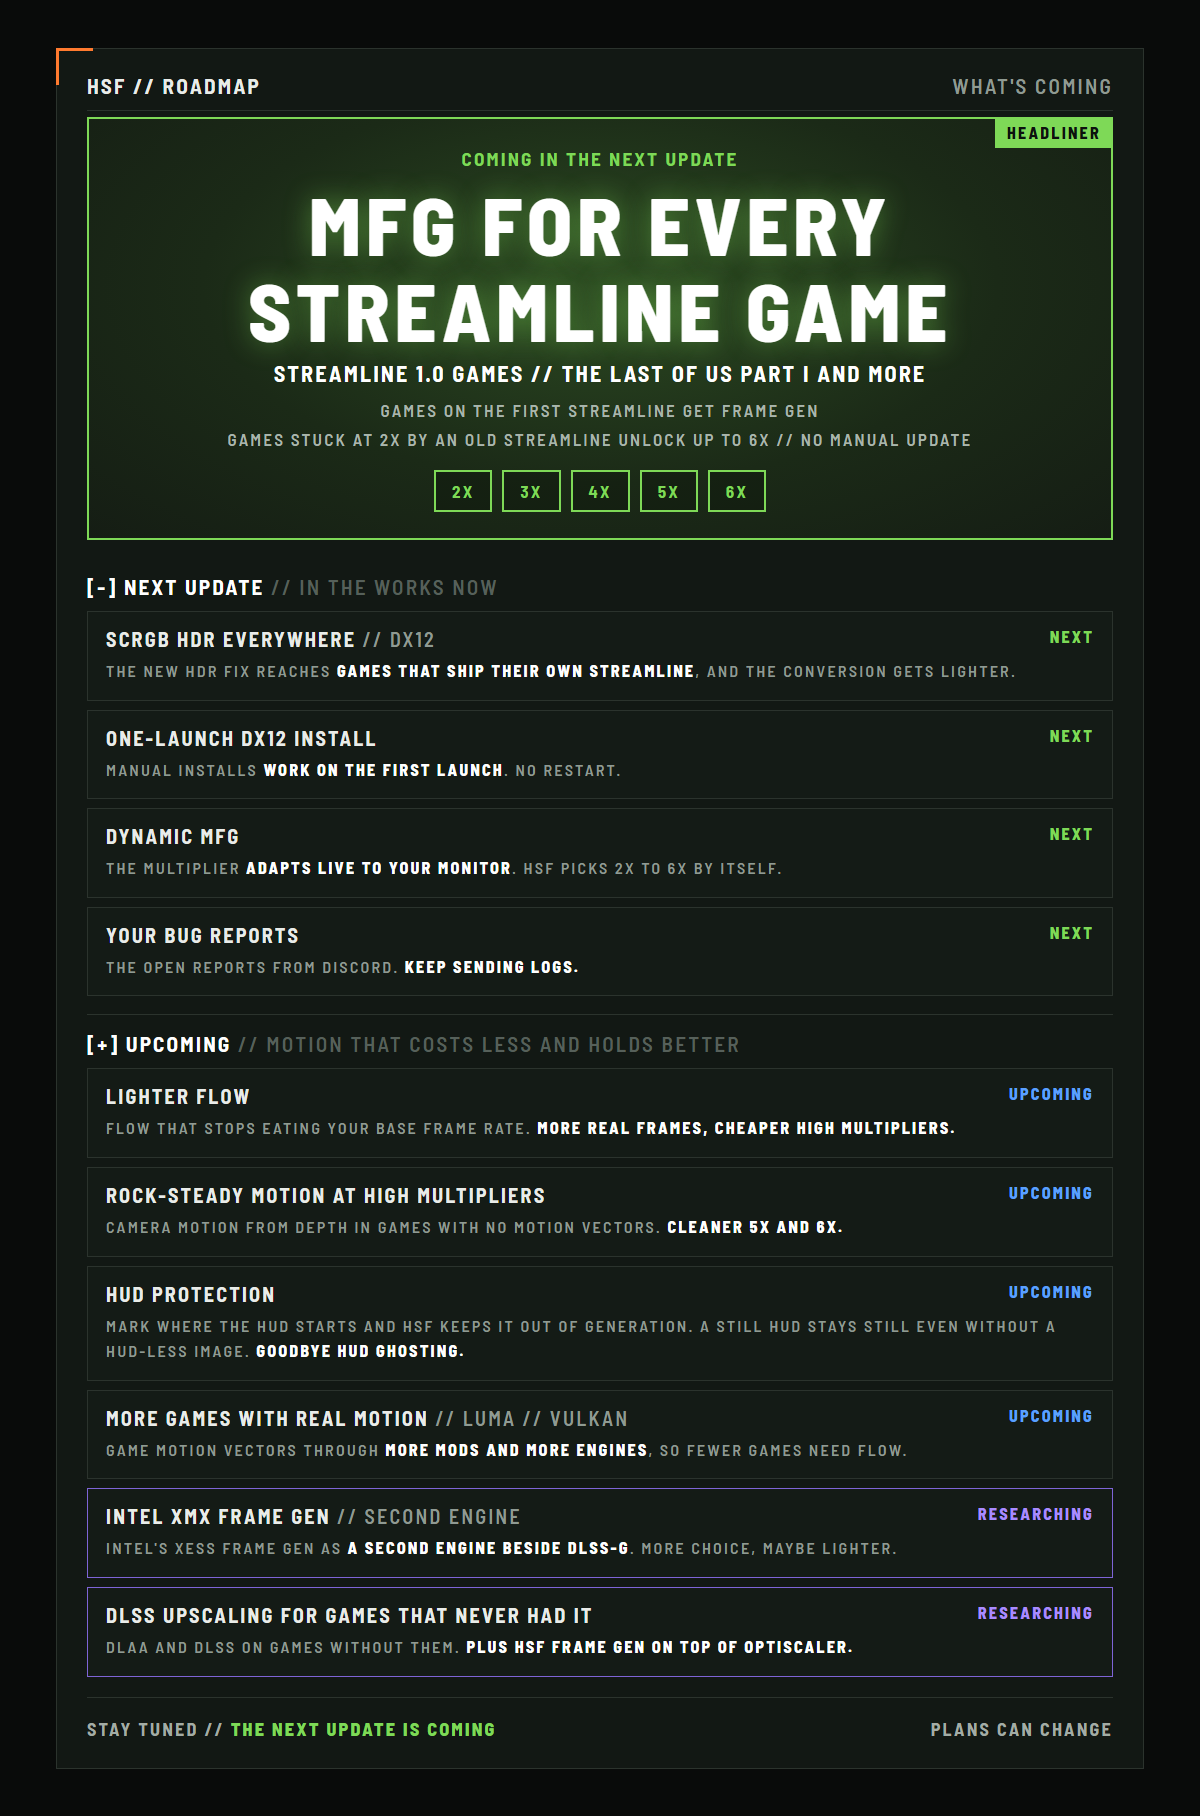 HSF // ROADMAP
WHAT'S COMING
HEADLINER
COMING IN THE NEXT UPDATE
MFG FOR EVERY
STREAMLINE GAME
STREAMLINE 1.0 GAMES // THE LAST OF US PART I AND MORE
GAMES ON THE FIRST STREAMLINE GET FRAME GEN
GAMES STUCK AT 2X BY AN OLD STREAMLINE UNLOCK UP TO 6X // NO MANUAL UPDATE
2X 3X 4X 5X 6X
[-] NEXT UPDATE // IN THE WORKS NOW
SCRGB HDR EVERYWHERE // DX12
NEXT
THE NEW HDR FIX REACHES GAMES THAT SHIP THEIR OWN STREAMLINE, AND THE CONVERSION GETS LIGHTER.
ONE-LAUNCH DX12 INSTALL
NEXT
MANUAL INSTALLS WORK ON THE FIRST LAUNCH. NO RESTART.
DYNAMIC MFG
NEXT
THE MULTIPLIER ADAPTS LIVE TO YOUR MONITOR. HSF PICKS 2X TO 6X BY ITSELF.
YOUR BUG REPORTS
NEXT
THE OPEN REPORTS FROM DISCORD. KEEP SENDING LOGS.
[+] UPCOMING // MOTION THAT COSTS LESS AND HOLDS BETTER
LIGHTER FLOW
UPCOMING
FLOW THAT STOPS EATING YOUR BASE FRAME RATE. MORE REAL FRAMES, CHEAPER HIGH MULTIPLIERS.
ROCK-STEADY MOTION AT HIGH MULTIPLIERS
UPCOMING
CAMERA MOTION FROM DEPTH IN GAMES WITH NO MOTION VECTORS. CLEANER 5X AND 6X.
HUD PROTECTION
UPCOMING
MARK WHERE THE HUD STARTS AND HSF KEEPS IT OUT OF GENERATION. A STILL HUD STAYS STILL EVEN WITHOUT A
HUD-LESS IMAGE. GOODBYE HUD GHOSTING.
MORE GAMES WITH REAL MOTION // LUMA // VULKAN
UPCOMING
GAME MOTION VECTORS THROUGH MORE MODS AND MORE ENGINES, SO FEWER GAMES NEED FLOW.
INTEL XMX FRAME GEN // SECOND ENGINE
RESEARCHING
INTEL'S XESS FRAME GEN AS A SECOND ENGINE BESIDE DLSS-G. MORE CHOICE, MAYBE LIGHTER.
DLSS UPSCALING FOR GAMES THAT NEVER HAD IT
RESEARCHING
DLAA AND DLSS ON GAMES WITHOUT THEM. PLUS HSF FRAME GEN ON TOP OF OPTISCALER.
STAY TUNED // THE NEXT UPDATE IS COMING
PLANS CAN CHANGE